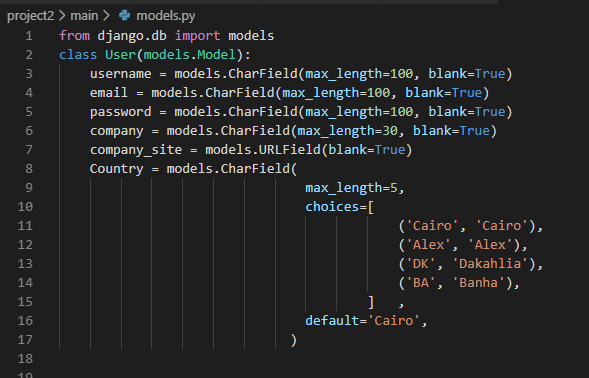 project2 > main > models.py
1 from django.db import models
2 class User(models.Model):
3 username = models.CharField(max_length=100, blank=True)
4 email = models.CharField(max_length=100, blank=True)
5 password = models.CharField(max_length=100, blank=True)
6 company = models.CharField(max_length=30, blank=True)
7 company_site = models.URLField(blank=True)
8 Country = models.CharField(
9 max_length=5,
10 choices=[
11 ('Cairo', 'Cairo'),
12 ('Alex', 'Alex'),
13 ('DK', 'Dakahlia'),
14 ('BA', 'Banha'),
15 ] ,
16 default='Cairo',
17 )
18